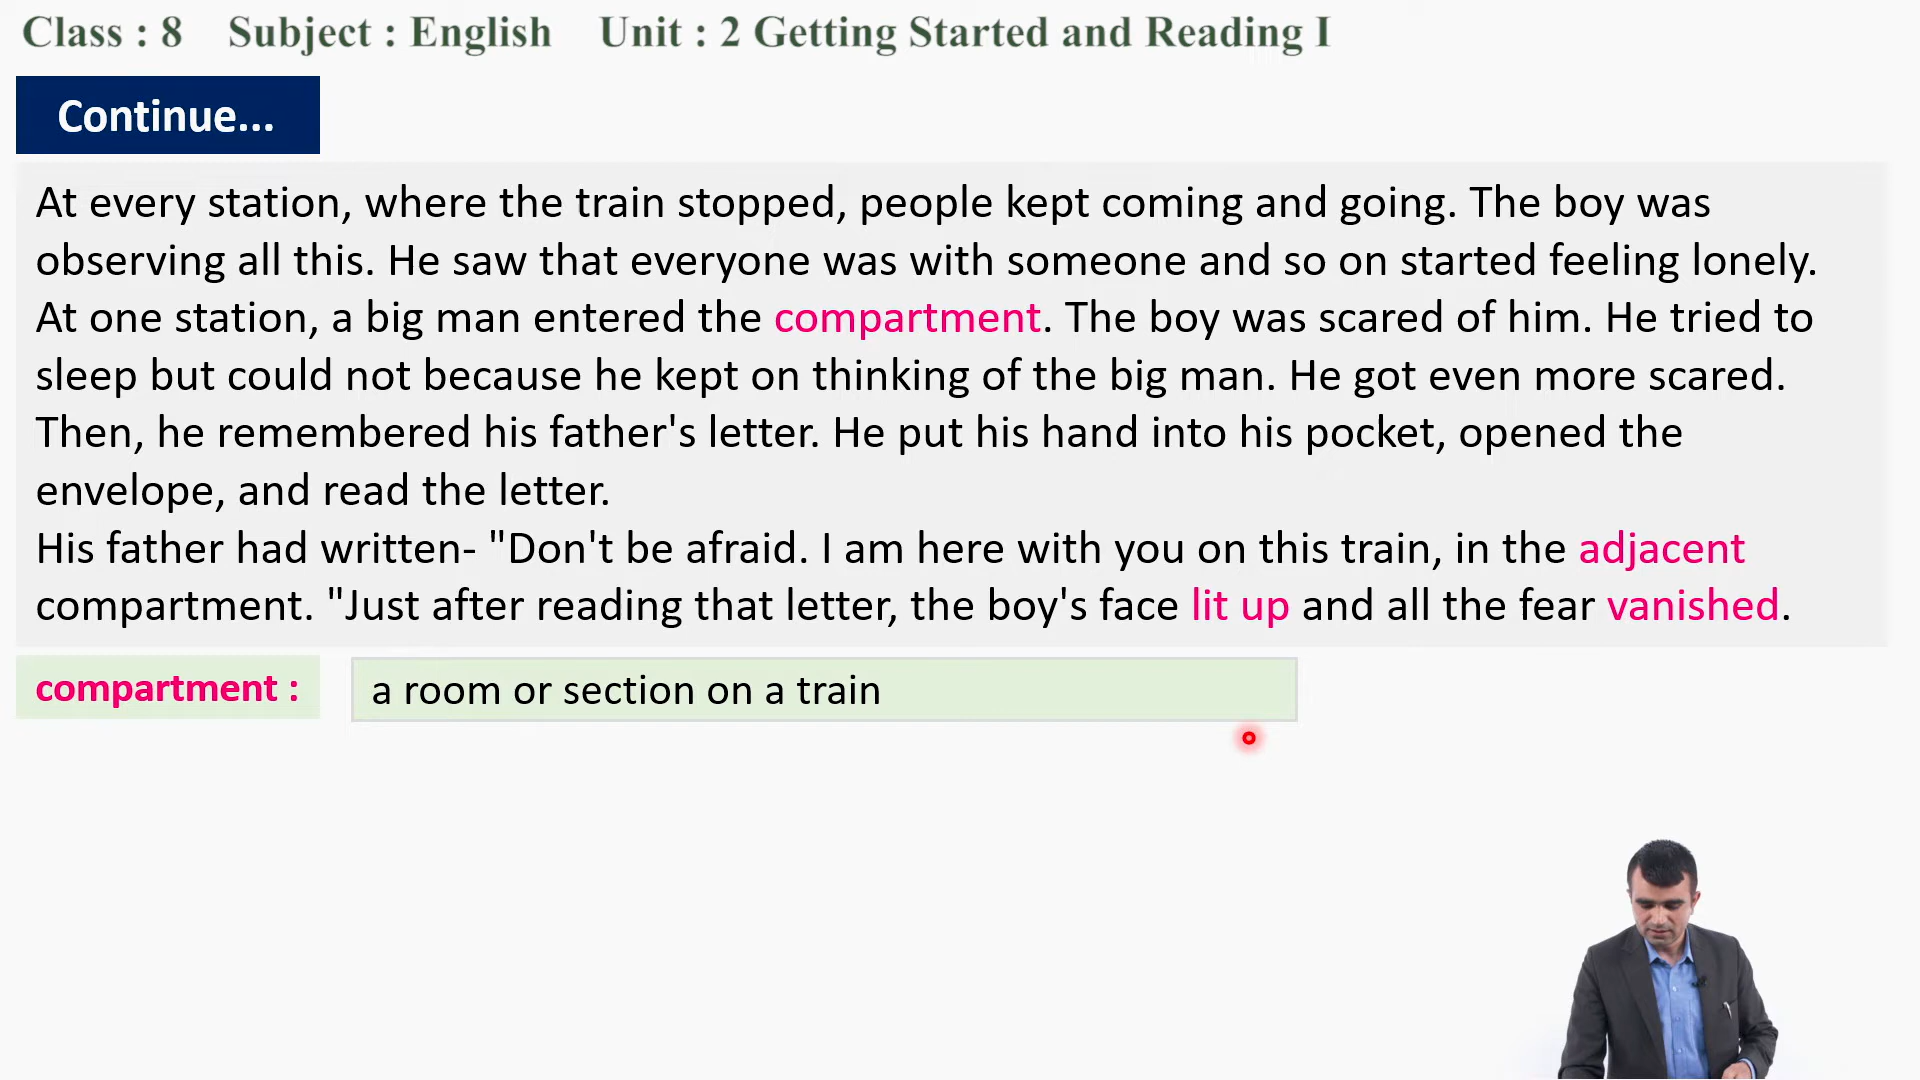 Class : 8 Subject : English Unit : 2 Getting Started and Reading I
Continue...
At every station, where the train stopped, people kept coming and going. The boy was
observing all this. He saw that everyone was with someone and so on started feeling lonely.
At one station, a big man entered the compartment. The boy was scared of him. He tried to
sleep but could not because he kept on thinking of the big man. He got even more scared.
Then, he remembered his father's letter. He put his hand into his pocket, opened the
envelope, and read the letter.
His father had written- "Don't be afraid. I am here with you on this train, in the adjacent
compartment. "Just after reading that letter, the boy's face lit up and all the fear vanished.
compartment : a room or section on a train